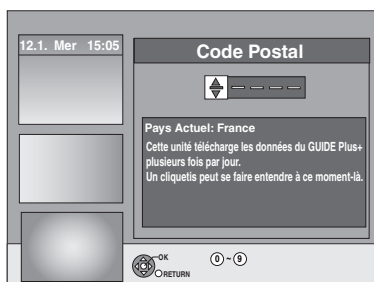 12.1. Mer 15:05
Code Postal
Pays Actuel: France
Cette unité télécharge les données du GUIDE Plus+
plusieurs fois par jour.
Un cliquetis peut se faire entendre à ce moment-là.
OK
RETURN
0 ~ 9